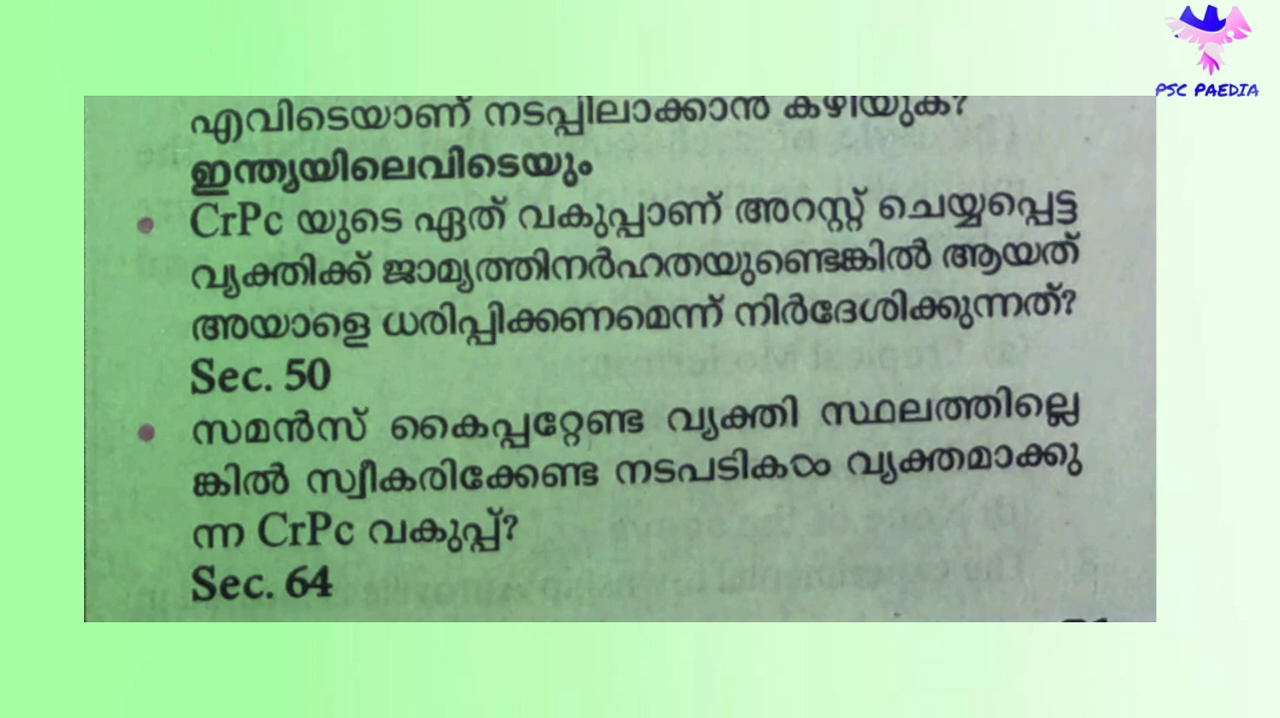 PSC PAEDIA
എവിടെയാണ് നടപ്പിലാക്കാൻ കഴിയുക?
ഇന്ത്യയിലെവിടെയും
• CrPc യുടെ ഏത് വകുപ്പാണ് അറസ്റ്റ് ചെയ്യപ്പെട്ട
വ്യക്തിക്ക് ജാമ്യത്തിനർഹതയുണ്ടെങ്കിൽ ആയത്
അയാളെ ധരിപ്പിക്കണമെന്ന് നിർദേശിക്കുന്നത്?
Sec. 50
• സമൻസ് കൈപ്പറ്റേണ്ട വ്യക്തി സ്ഥലത്തില്ലെ
ങ്കിൽ സ്വീകരിക്കേണ്ട നടപടികൾ വ്യക്തമാക്കു
ന്ന CrPc വകുപ്പ്?
Sec. 64